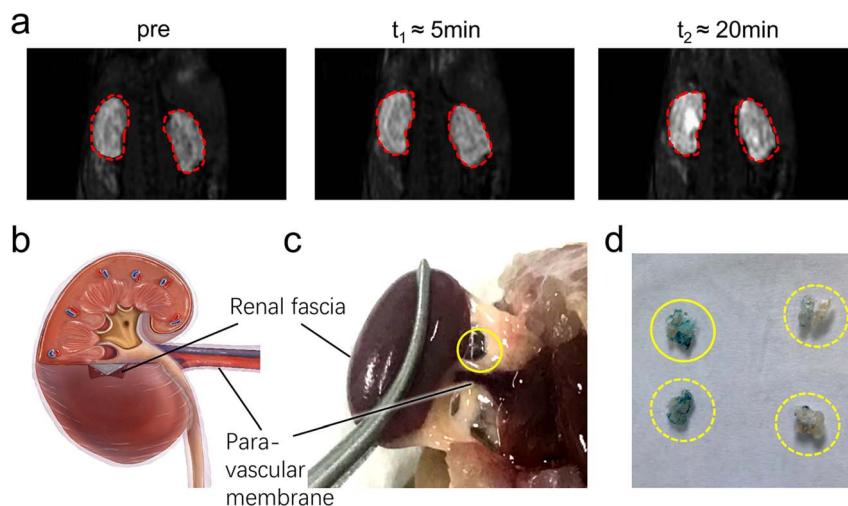 a
pre
t₁ ≈ 5min
t₂ ≈ 20min
b
c
d
Renal fascia
Para-
vascular
membrane